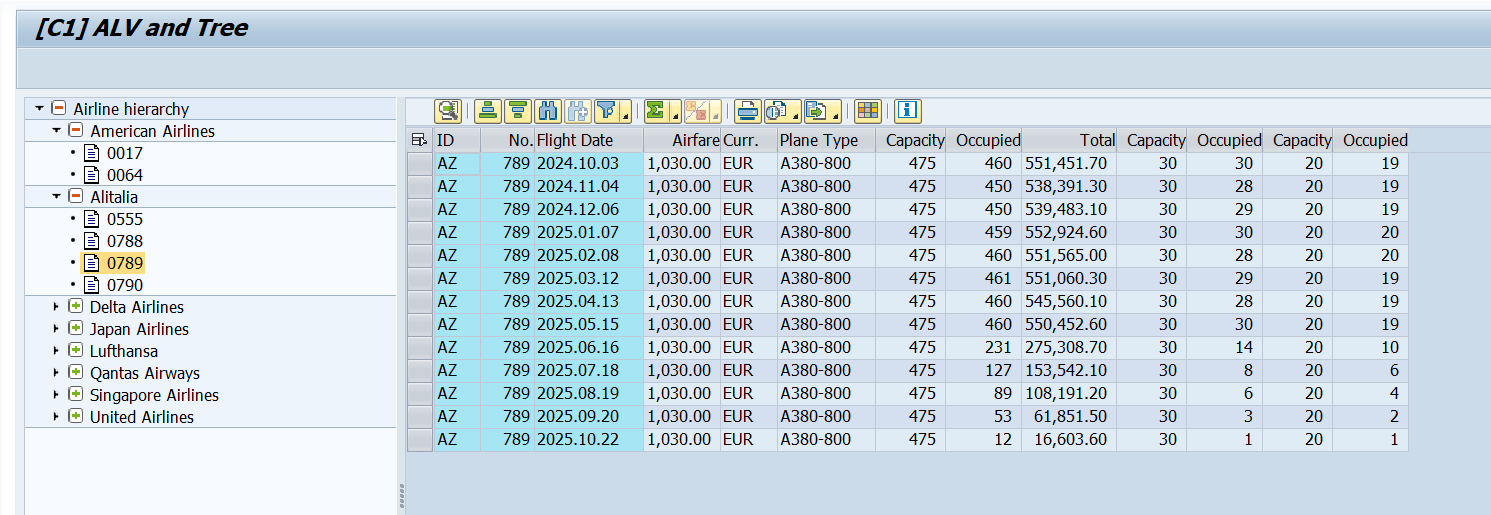 [C1] ALV and Tree
Airline hierarchy
American Airlines
0017
0064
Alitalia
0555
0788
0789
0790
Delta Airlines
Japan Airlines
Lufthansa
Qantas Airways
Singapore Airlines
United Airlines
ID No. Flight Date Airfare Curr. Plane Type Capacity Occupied Total Capacity Occupied Capacity Occupied
AZ 789 2024.10.03 1,030.00 EUR A380-800 475 460 551,451.70 30 30 20 19
AZ 789 2024.11.04 1,030.00 EUR A380-800 475 450 538,391.30 30 28 20 19
AZ 789 2024.12.06 1,030.00 EUR A380-800 475 450 539,483.10 30 29 20 19
AZ 789 2025.01.07 1,030.00 EUR A380-800 475 459 552,924.60 30 30 20 20
AZ 789 2025.02.08 1,030.00 EUR A380-800 475 460 551,565.00 30 28 20 20
AZ 789 2025.03.12 1,030.00 EUR A380-800 475 461 551,060.30 30 29 20 19
AZ 789 2025.04.13 1,030.00 EUR A380-800 475 460 545,560.10 30 28 20 19
AZ 789 2025.05.15 1,030.00 EUR A380-800 475 460 550,452.60 30 30 20 19
AZ 789 2025.06.16 1,030.00 EUR A380-800 475 231 275,308.70 30 14 20 10
AZ 789 2025.07.18 1,030.00 EUR A380-800 475 127 153,542.10 30 8 20 6
AZ 789 2025.08.19 1,030.00 EUR A380-800 475 89 108,191.20 30 6 20 4
AZ 789 2025.09.20 1,030.00 EUR A380-800 475 53 61,851.50 30 3 20 2
AZ 789 2025.10.22 1,030.00 EUR A380-800 475 12 16,603.60 30 1 20 1